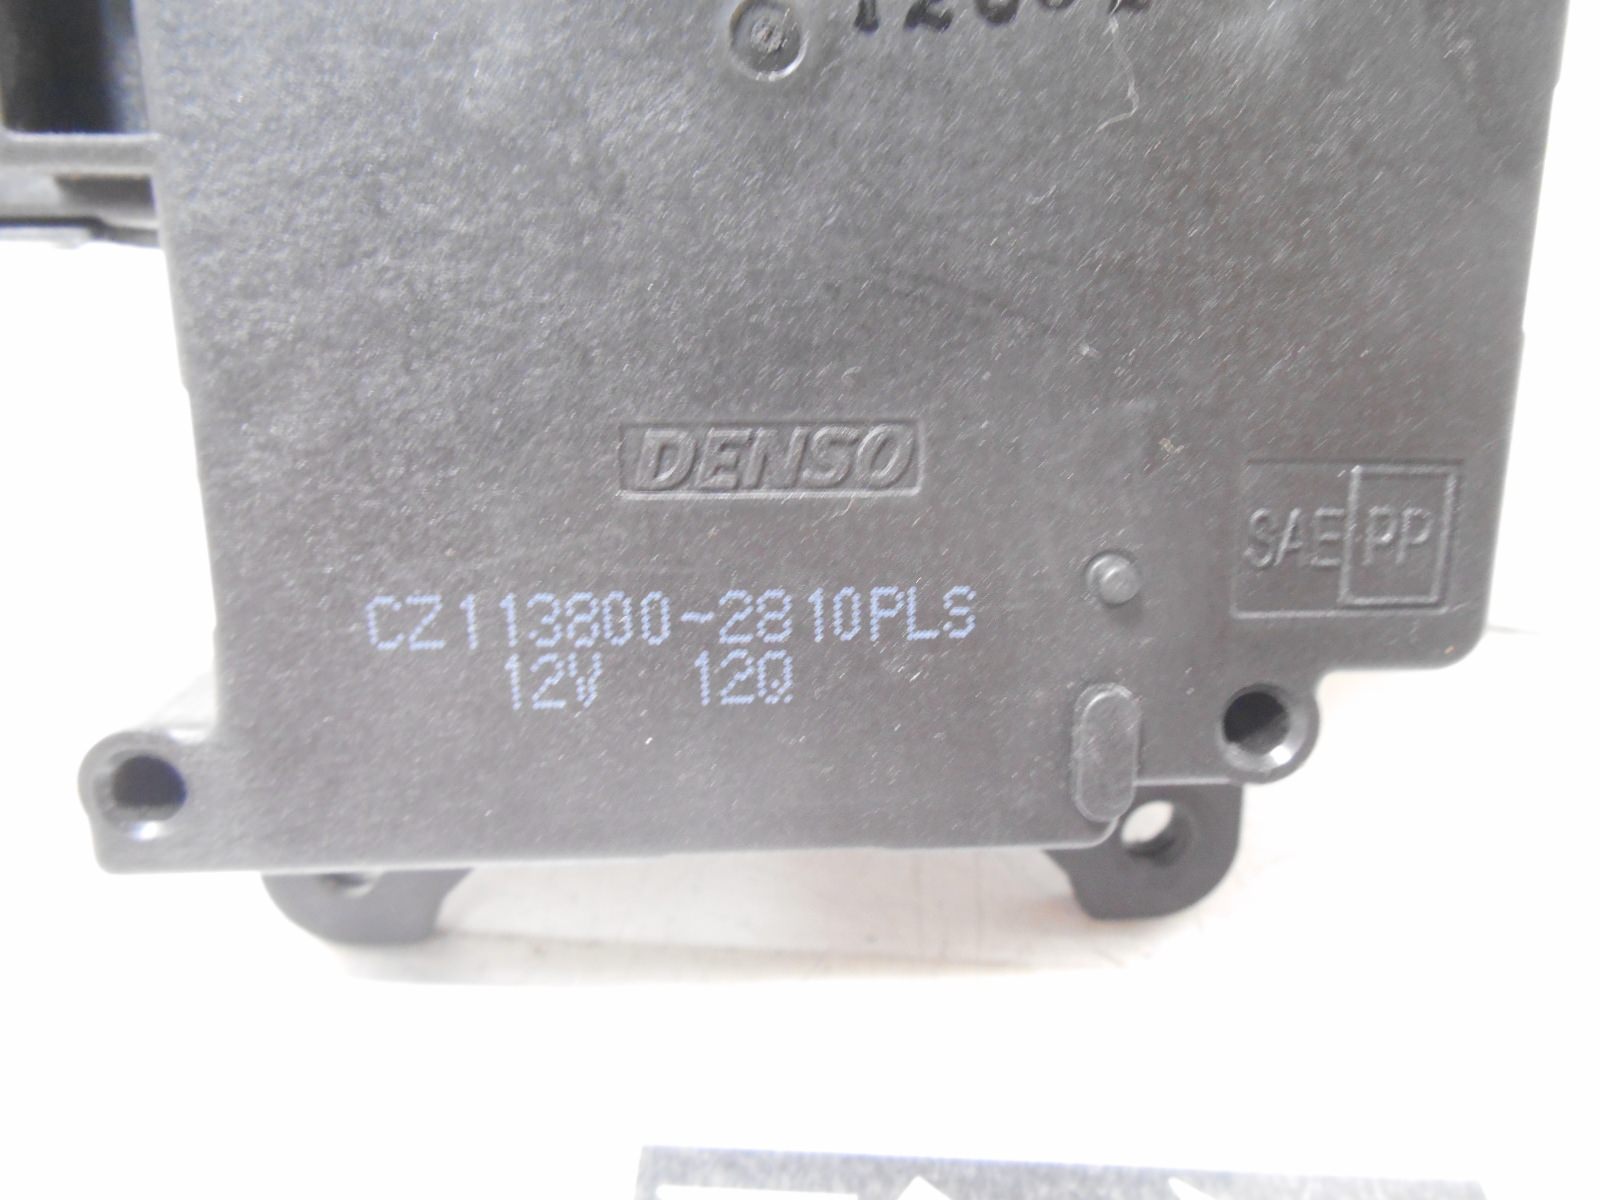 DENSO
SAE PP
CZ113800-2810PLS
12V 12Q